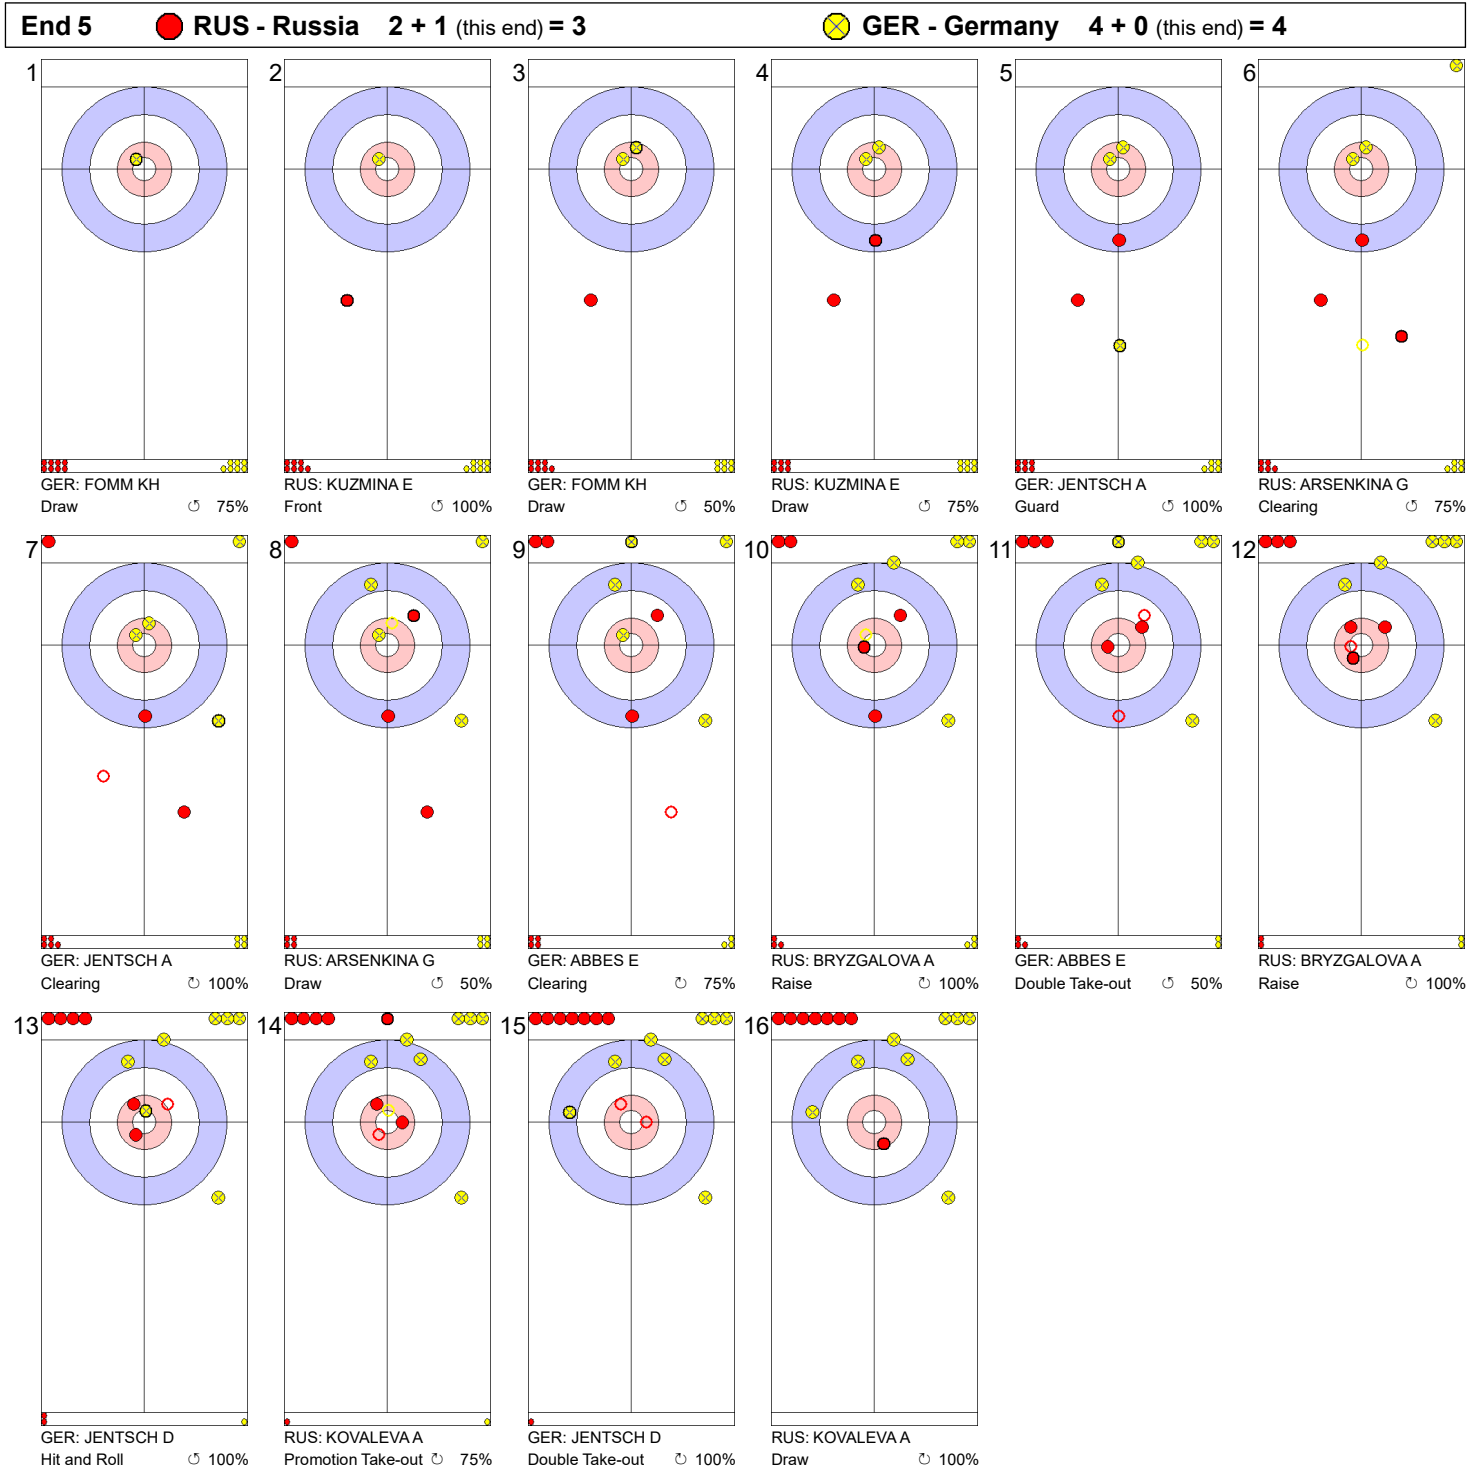 End 5 RUS - Russia 2 + 1 (this end) = 3 GER - Germany 4 + 0 (this end) = 4
1 2 3 4 5 6
GER: FOMM KH
Draw ↺ 75%
RUS: KUZMINA E
Front ↺ 100%
GER: FOMM KH
Draw ↺ 50%
RUS: KUZMINA E
Draw ↺ 75%
GER: JENTSCH A
Guard ↺ 100%
RUS: ARSENKINA G
Clearing ↺ 75%
7 8 9 10 11 12
GER: JENTSCH A
Clearing ↻ 100%
RUS: ARSENKINA G
Draw ↺ 50%
GER: ABBES E
Clearing ↻ 75%
RUS: BRYZGALOVA A
Raise ↻ 100%
GER: ABBES E
Double Take-out ↺ 50%
RUS: BRYZGALOVA A
Raise ↻ 100%
13 14 15 16
GER: JENTSCH D
Hit and Roll ↺ 100%
RUS: KOVALEVA A
Promotion Take-out ↻ 75%
GER: JENTSCH D
Double Take-out ↻ 100%
RUS: KOVALEVA A
Draw ↻ 100%